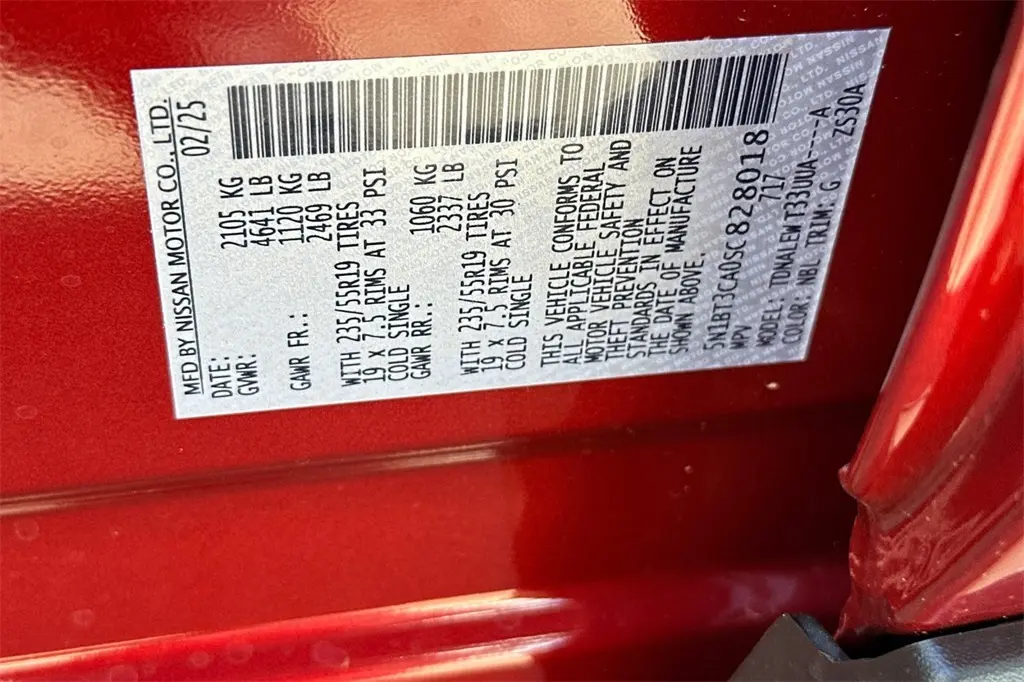 MFD BY NISSAN MOTOR CO., LTD.
DATE: 02/25
GVWR: 2105 KG
4641 LB
GAWR FR.: 1120 KG
2469 LB
WITH 235/55R19 TIRES
19 X 7.5 RIMS AT 33 PSI
COLD SINGLE
GAWR RR.: 1060 KG
2337 LB
WITH 235/55R19 TIRES
19 X 7.5 RIMS AT 30 PSI
COLD SINGLE
THIS VEHICLE CONFORMS TO
ALL APPLICABLE FEDERAL
MOTOR VEHICLE SAFETY AND
THEFT PREVENTION
STANDARDS IN EFFECT ON
THE DATE OF MANUFACTURE
SHOWN ABOVE.
5N1BT3CA0SC828018
MPV 717
MODEL: TDNALEWT33UUA-----A
COLOR: NBL TRIM: G ZS30A